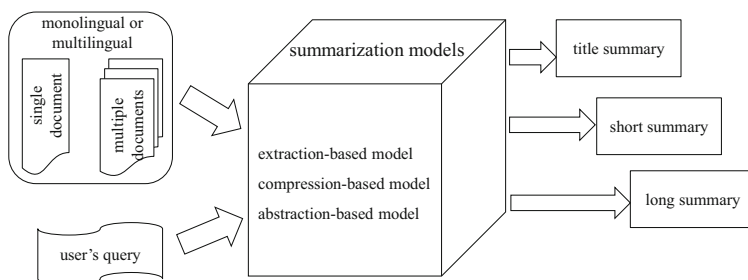 monolingual or
multilingual
single
document
multiple
documents
user's query
summarization models
extraction-based model
compression-based model
abstraction-based model
title summary
short summary
long summary